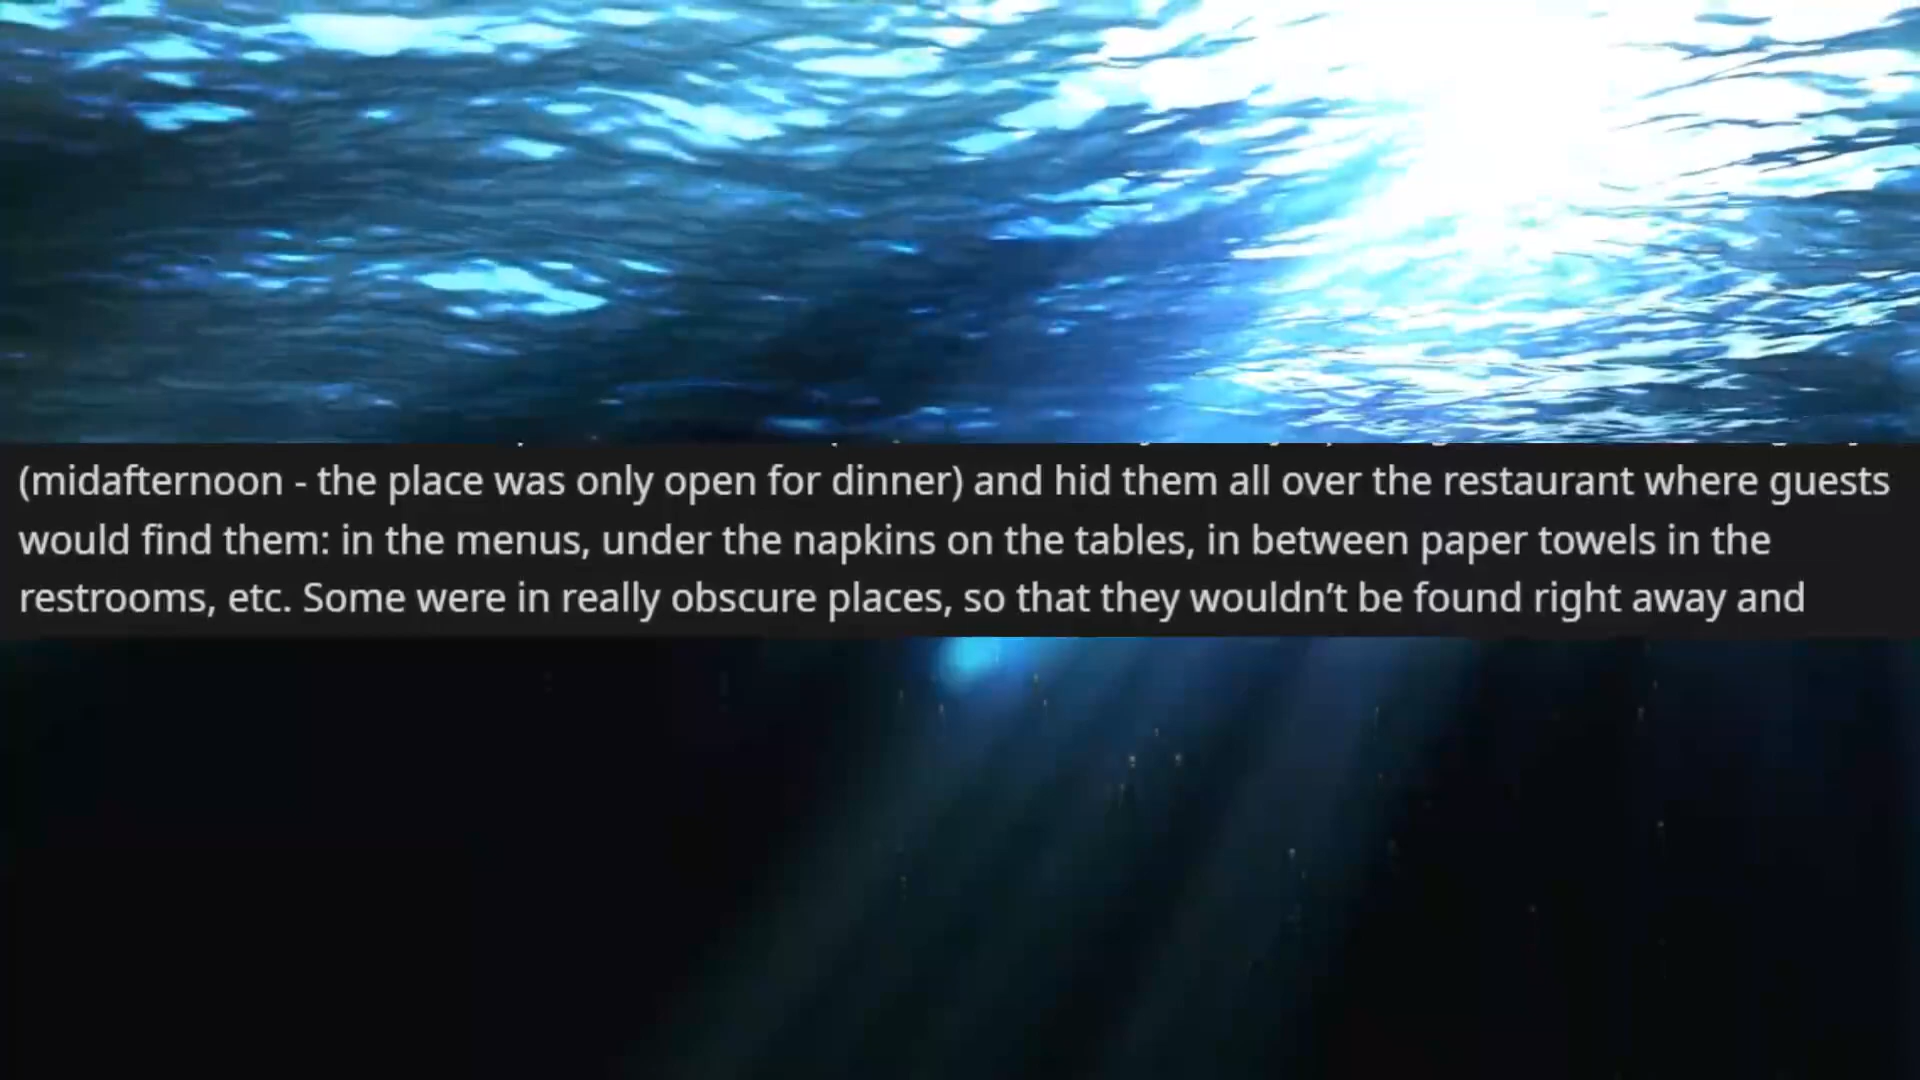 (midafternoon - the place was only open for dinner) and hid them all over the restaurant where guests
would find them: in the menus, under the napkins on the tables, in between paper towels in the
restrooms, etc. Some were in really obscure places, so that they wouldn’t be found right away and